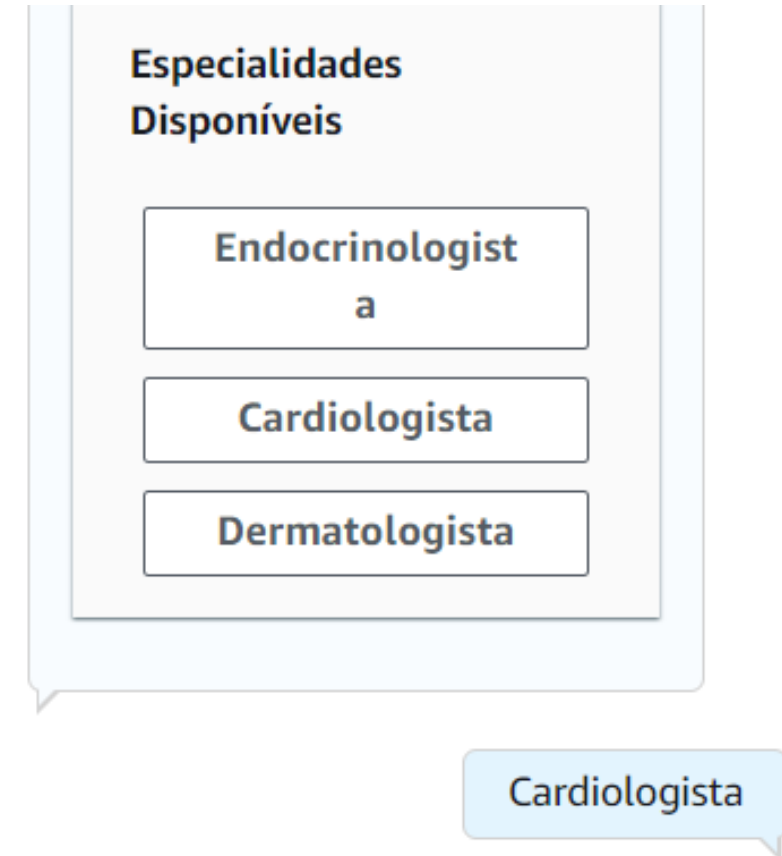 Especialidades
Disponíveis
Endocrinologist
a
Cardiologista
Dermatologista
Cardiologista